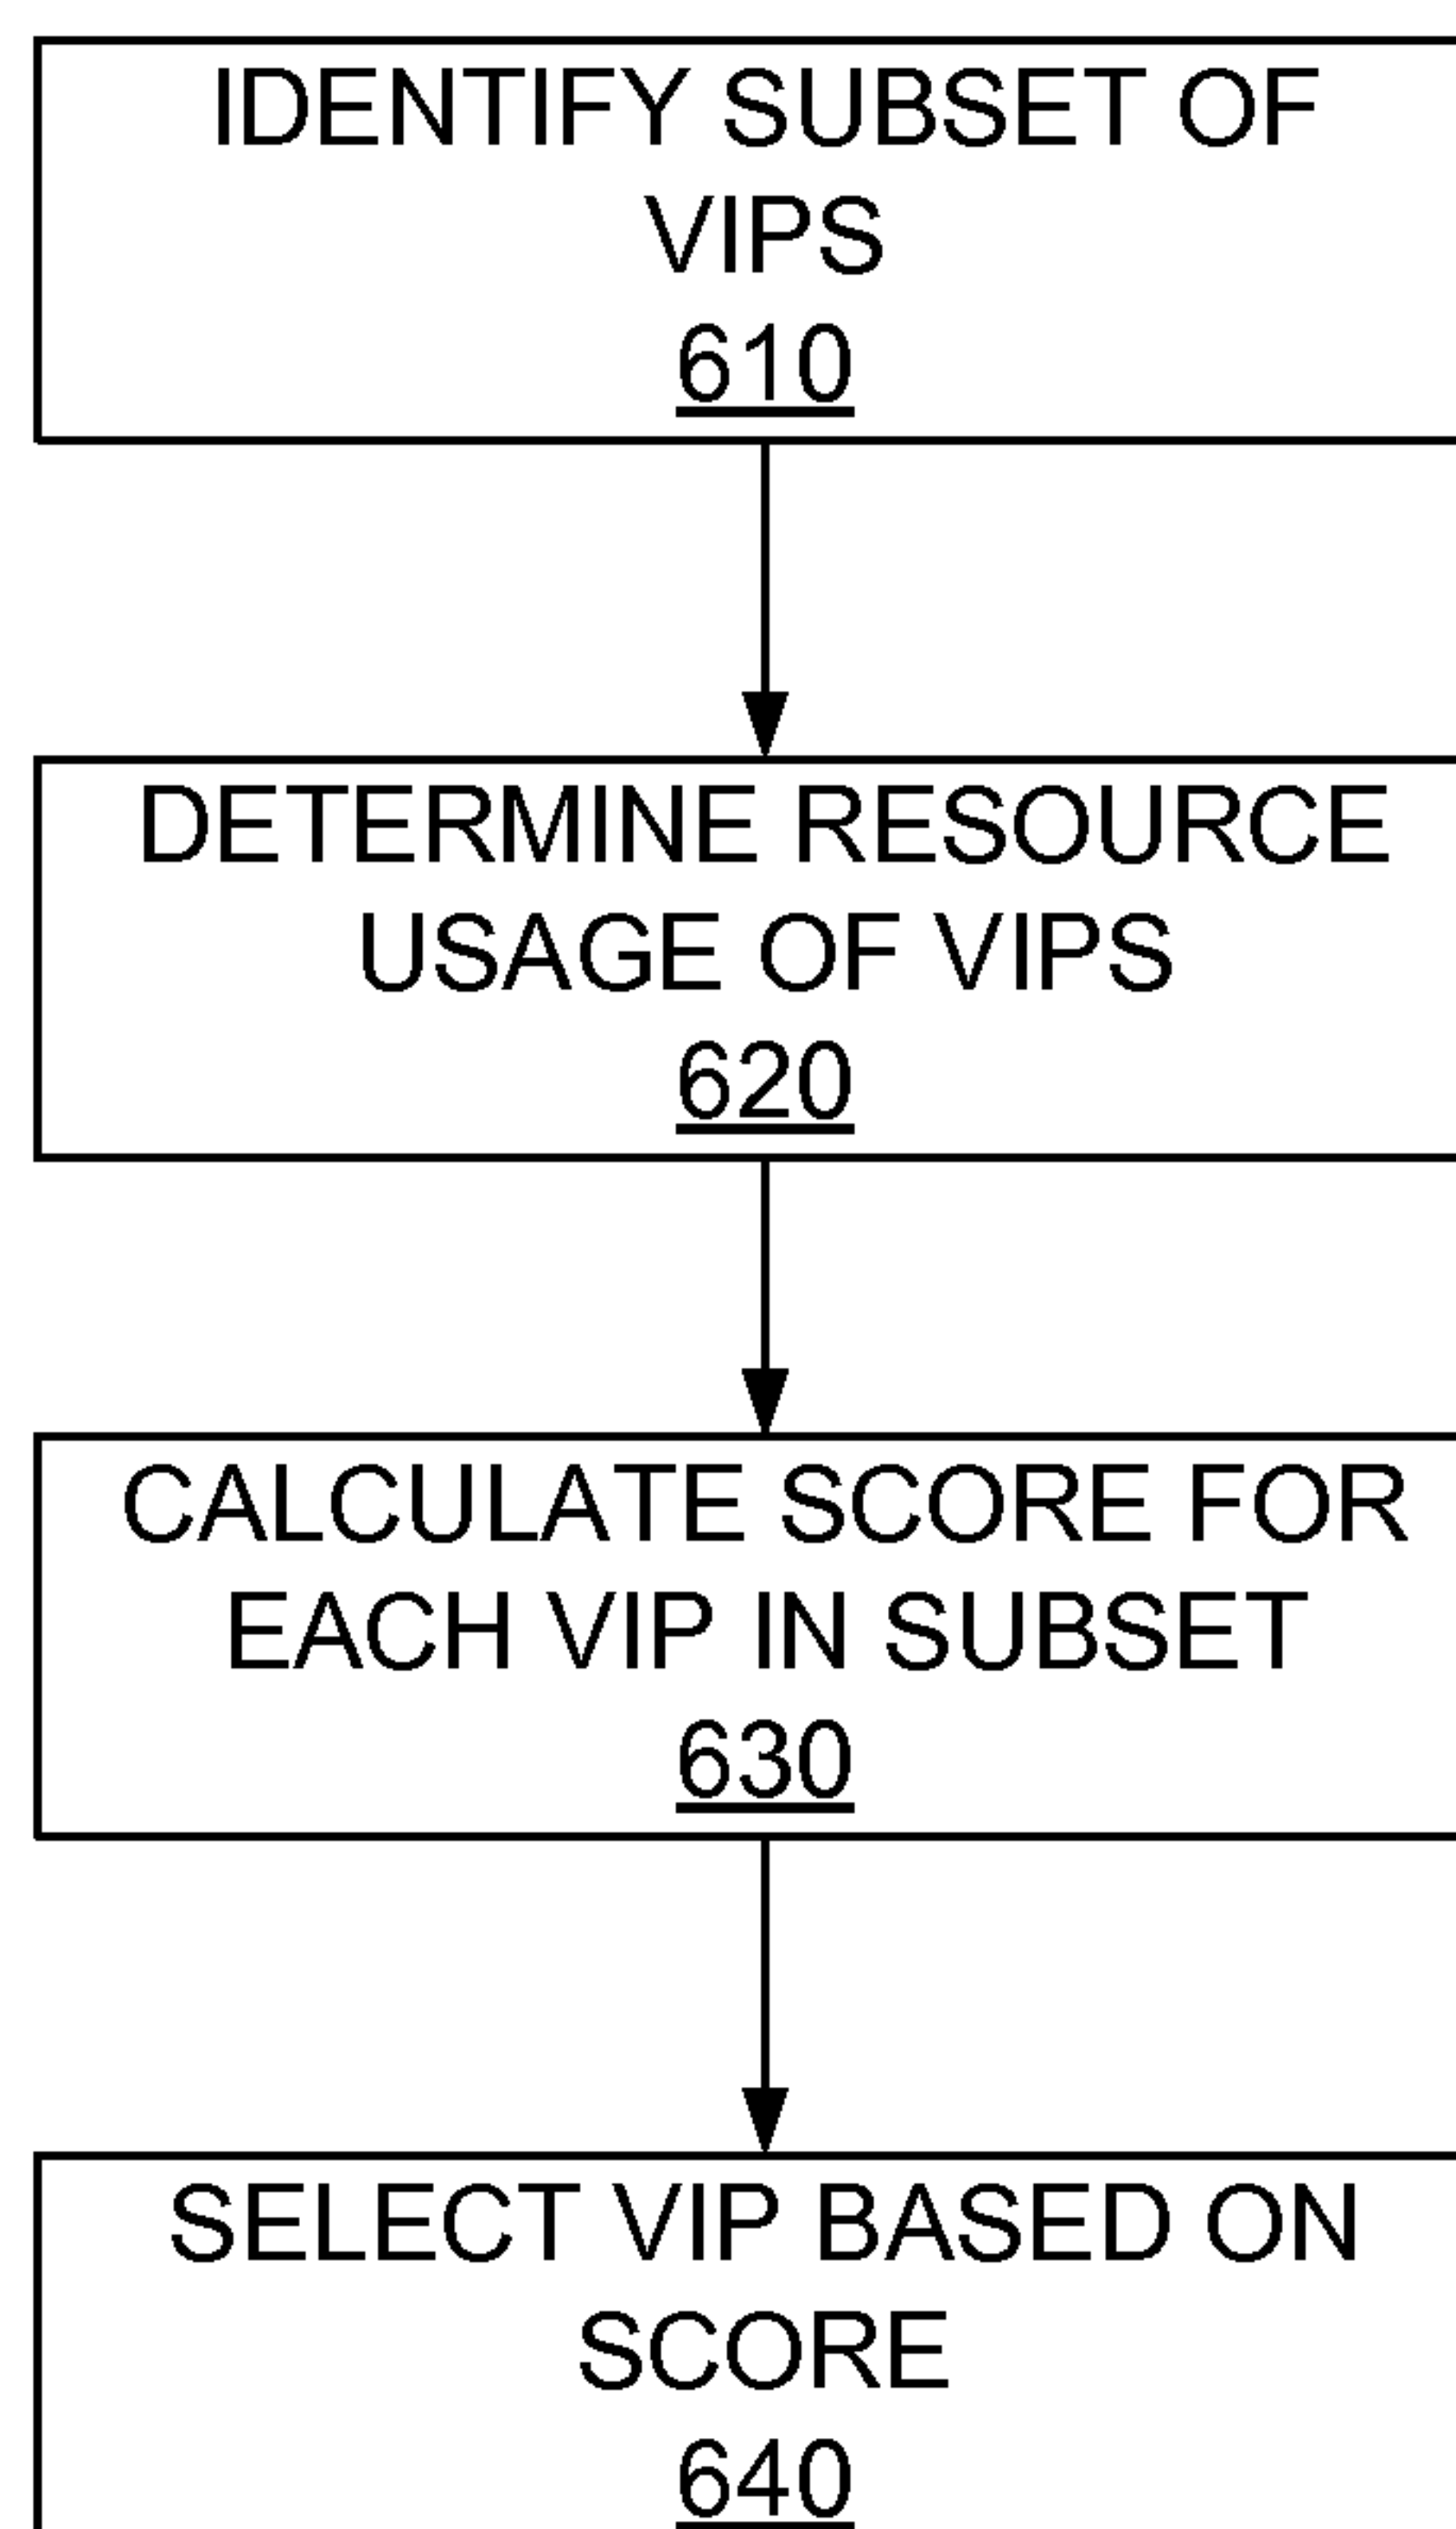 IDENTIFY SUBSET OF
VIPS
610
DETERMINE RESOURCE
USAGE OF VIPS
620
CALCULATE SCORE FOR
EACH VIP IN SUBSET
630
SELECT VIP BASED ON
SCORE
640